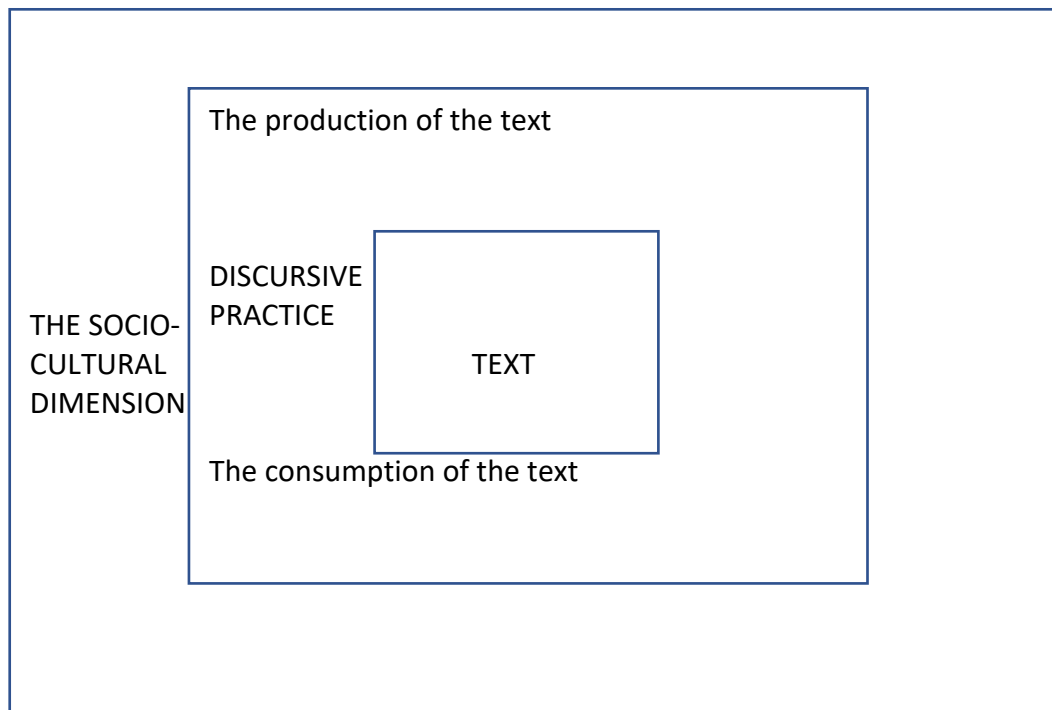 The production of the text
DISCURSIVE
PRACTICE
THE SOCIO-
CULTURAL
DIMENSION
TEXT
The consumption of the text